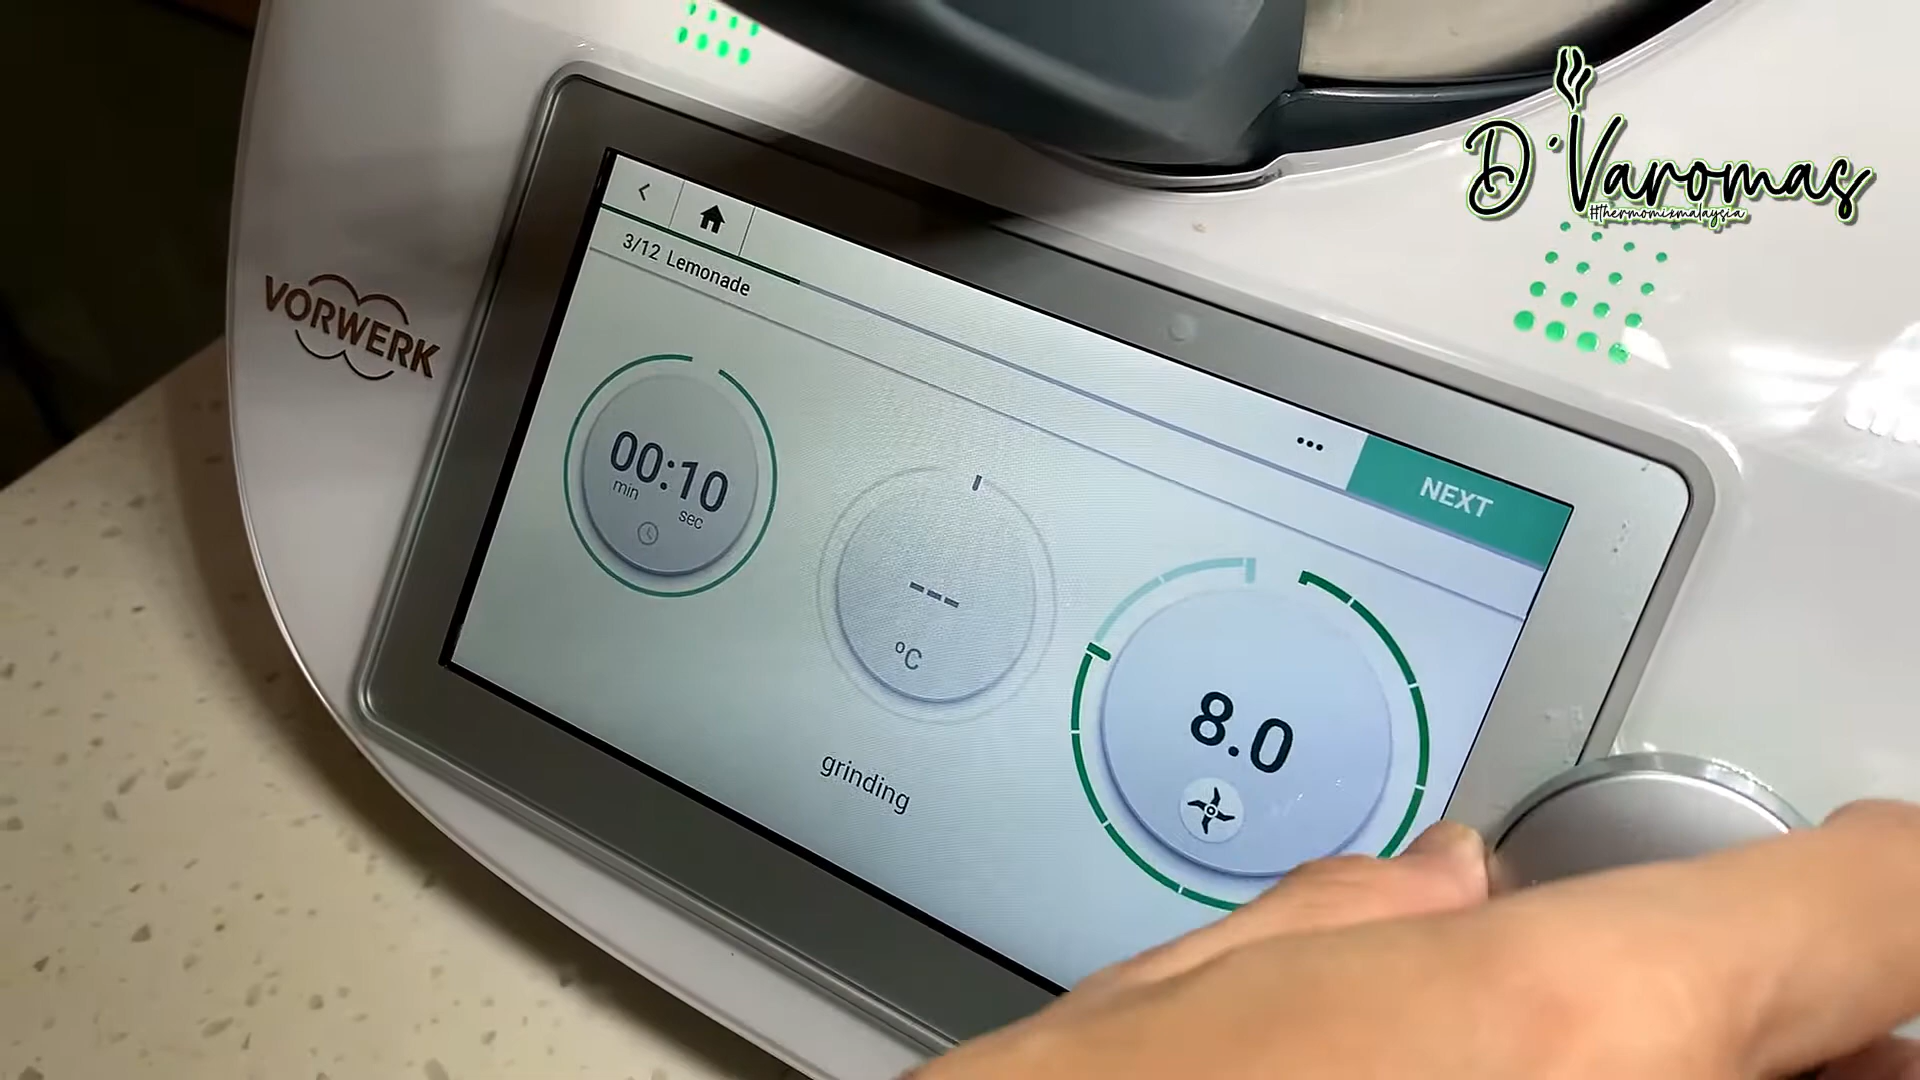 D'Varomas
#thermomixmalaysia
VORWERK
3/12 Lemonade
... NEXT
00:10
min sec
---
°C
8.0
grinding